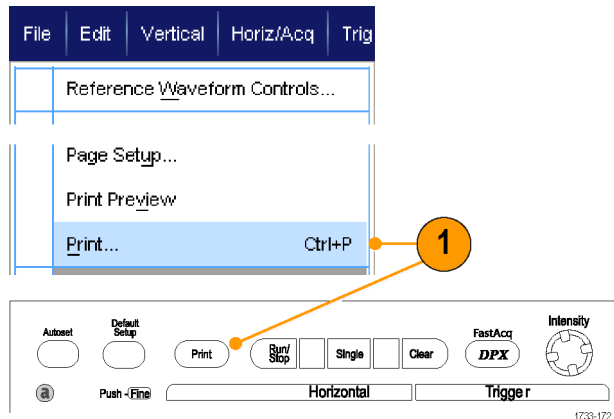 File Edit Vertical Horiz/Acq Trig
Reference Waveform Controls...
Page Setup...
Print Preview
Print... Ctrl+P
1
Autoset Default Setup Print Run/Stop Single Clear FastAcq DPX Intensity
a Push - Fine Horizontal Trigge r
1733-172